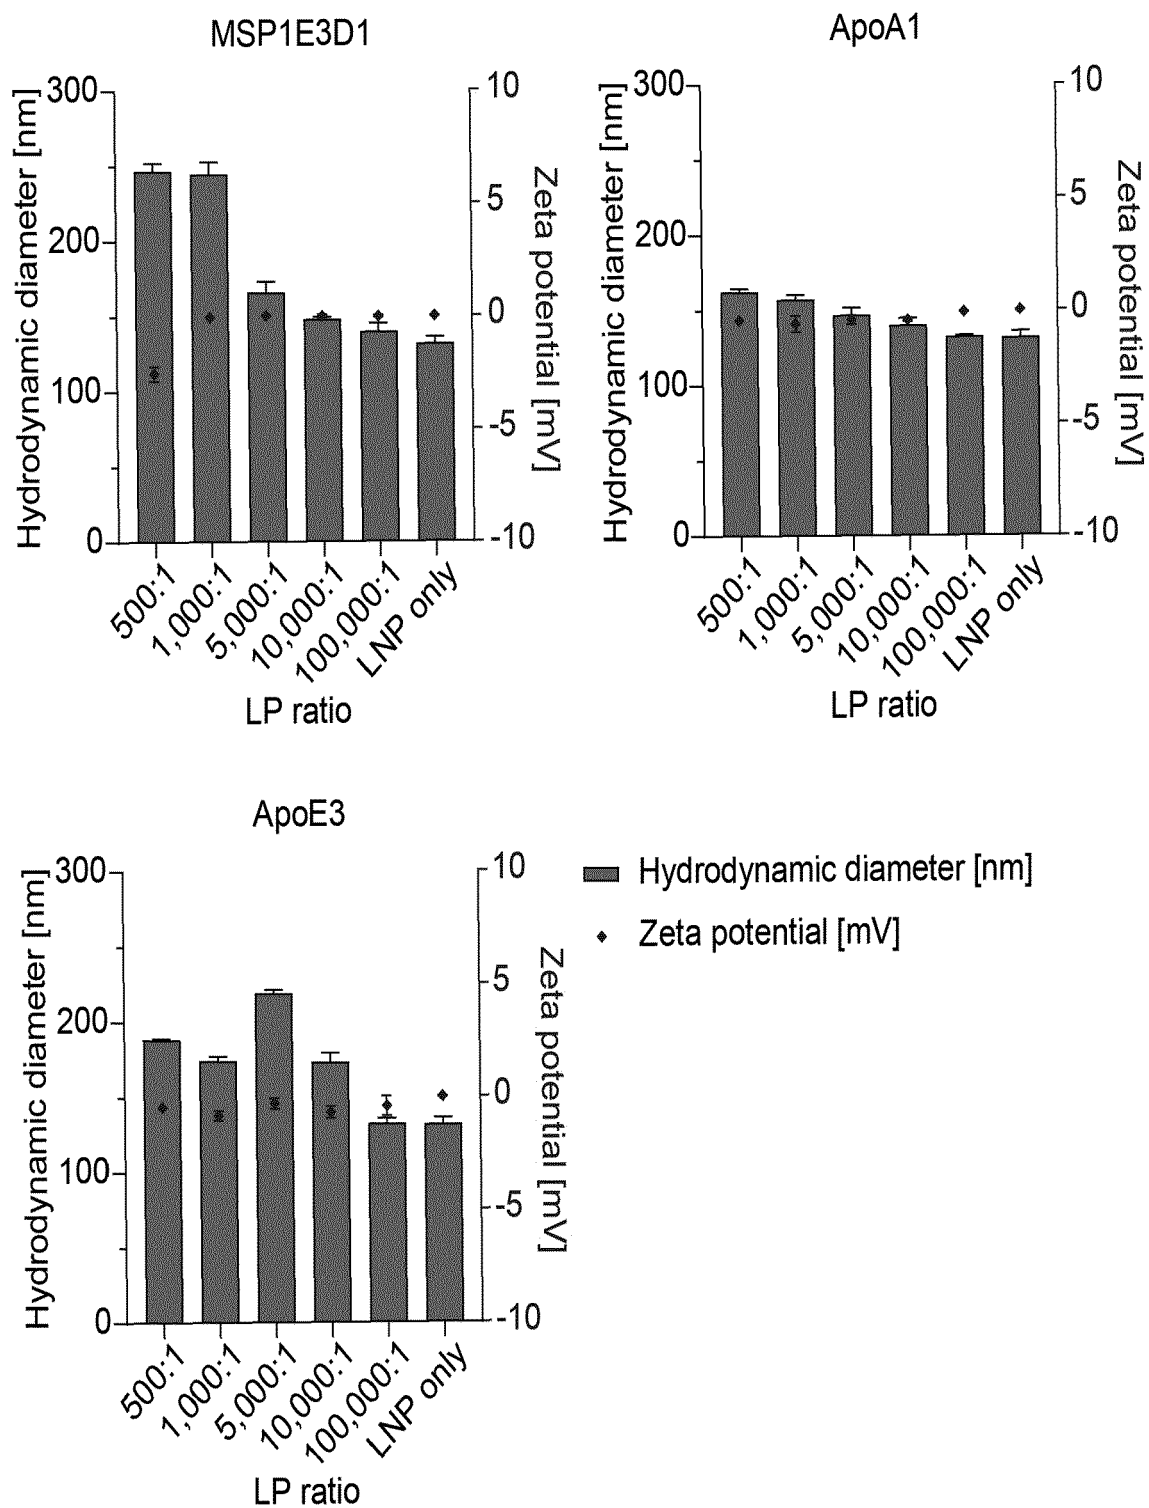 MSP1E3D1
Hydrodynamic diameter [nm]
300
200
100
0
10
5
0
-5
-10
Zeta potential [mV]
500:1
1,000:1
5,000:1
10,000:1
100,000:1
LNP only
LP ratio
ApoA1
Hydrodynamic diameter [nm]
300
200
100
0
10
5
0
-5
-10
Zeta potential [mV]
500:1
1,000:1
5,000:1
10,000:1
100,000:1
LNP only
LP ratio
ApoE3
Hydrodynamic diameter [nm]
300
200
100
0
10
5
0
-5
-10
Zeta potential [mV]
500:1
1,000:1
5,000:1
10,000:1
100,000:1
LNP only
LP ratio
Hydrodynamic diameter [nm]
Zeta potential [mV]